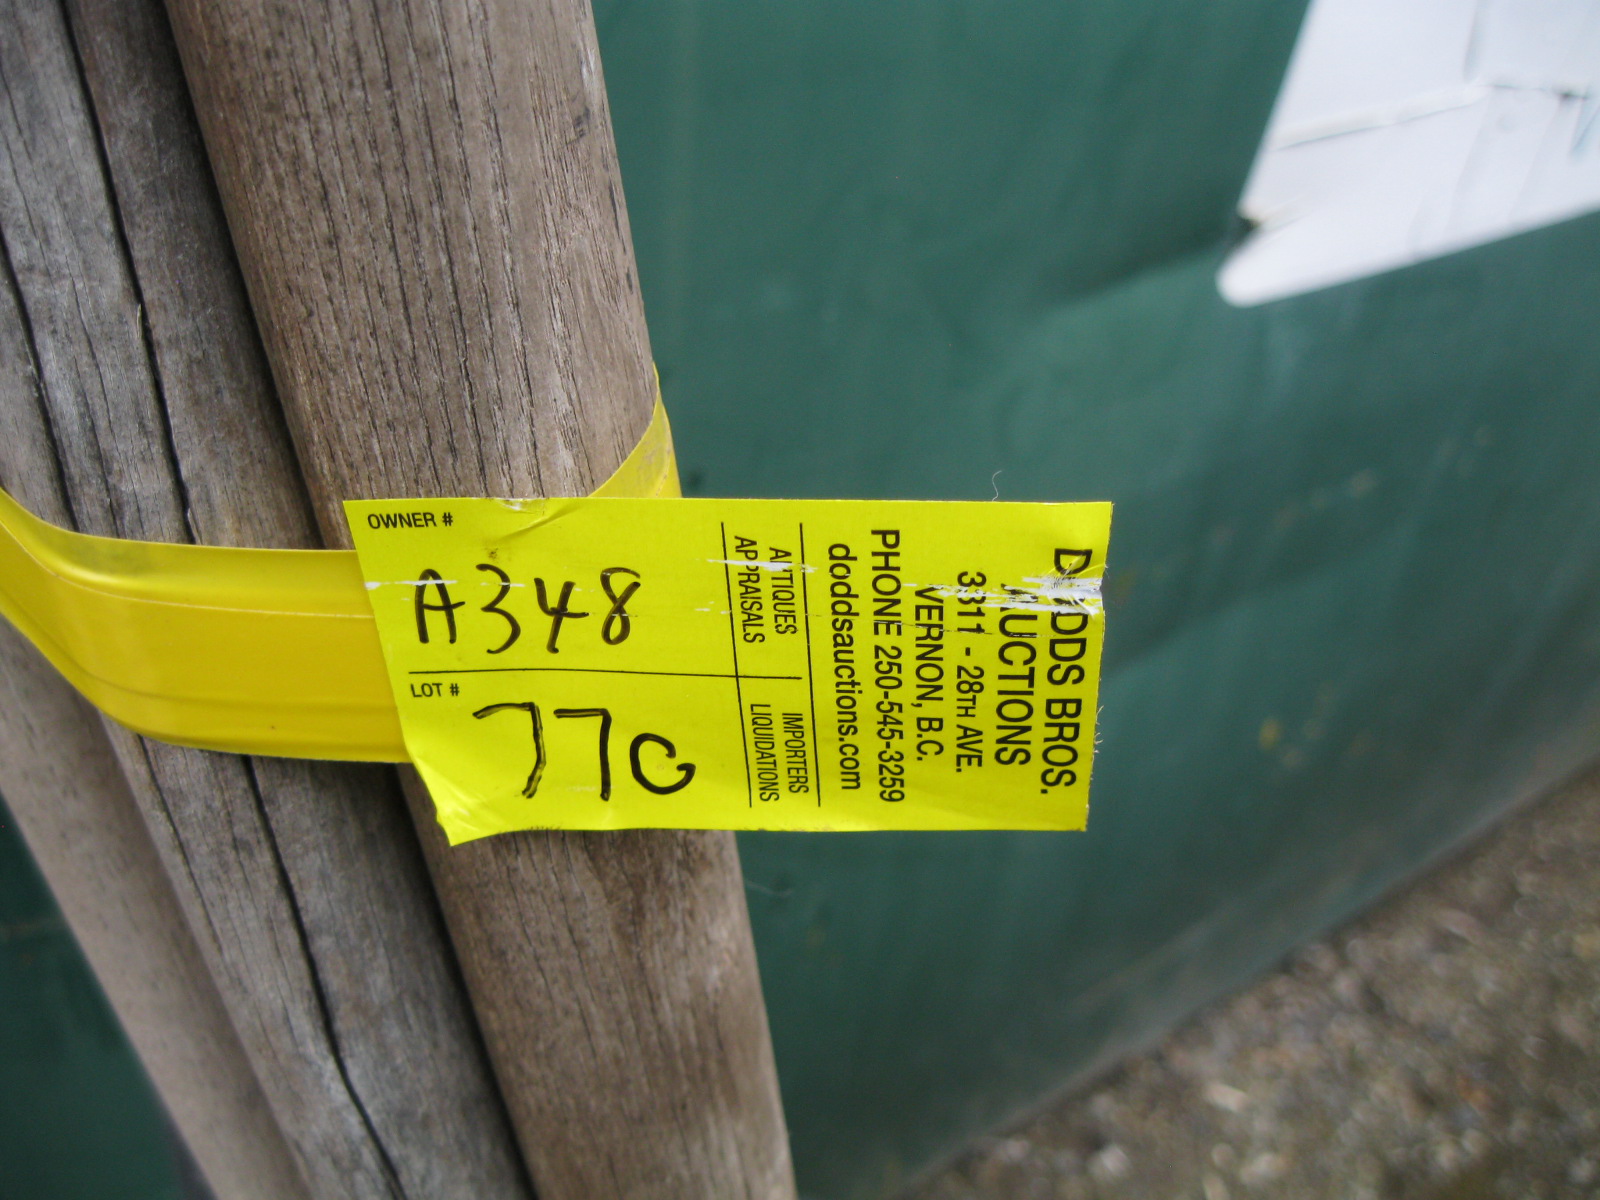 OWNER #
A348
LOT #
770
DODDS BROS.
AUCTIONS
3311 - 28TH AVE.
VERNON, B.C.
PHONE 250-545-3259
doddsauctions.com
ANTIQUES
APPRAISALS
IMPORTERS
LIQUIDATIONS